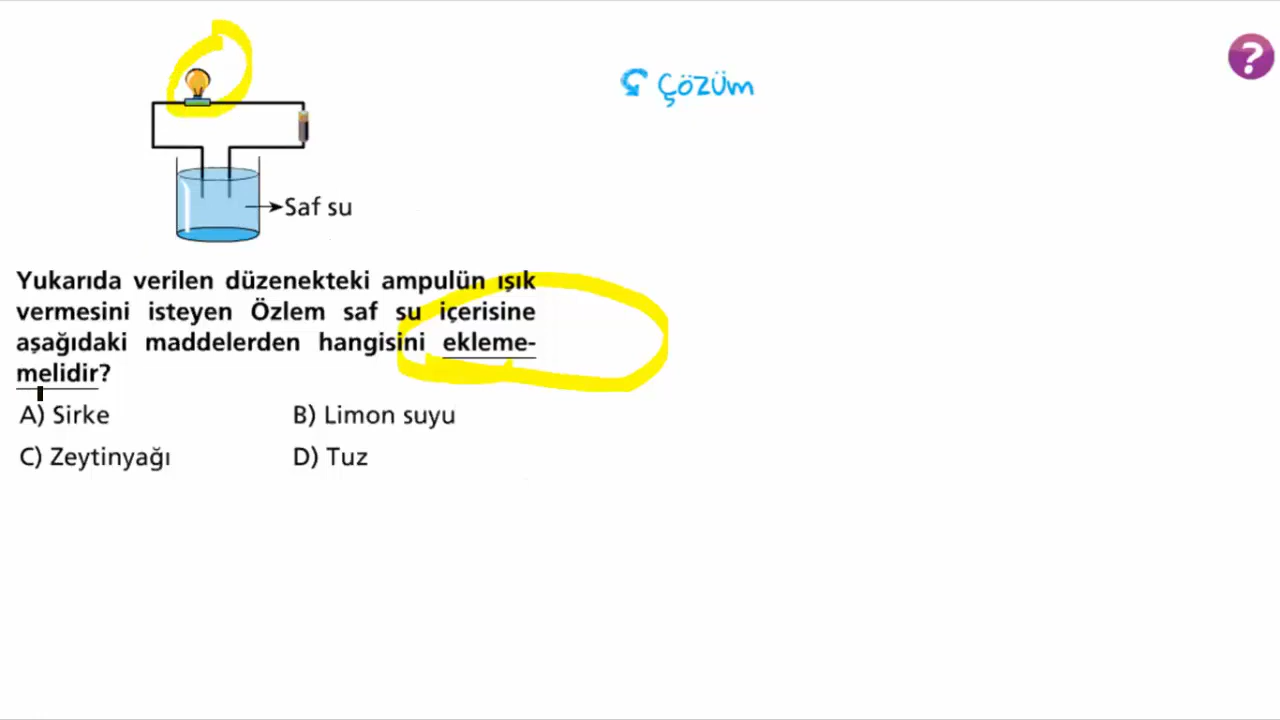 Çözüm
?
Saf su
Yukarıda verilen düzenekteki ampulün ışık
vermesini isteyen Özlem saf su içerisine
aşağıdaki maddelerden hangisini ekleme-
melidir?
A) Sirke B) Limon suyu
C) Zeytinyağı D) Tuz